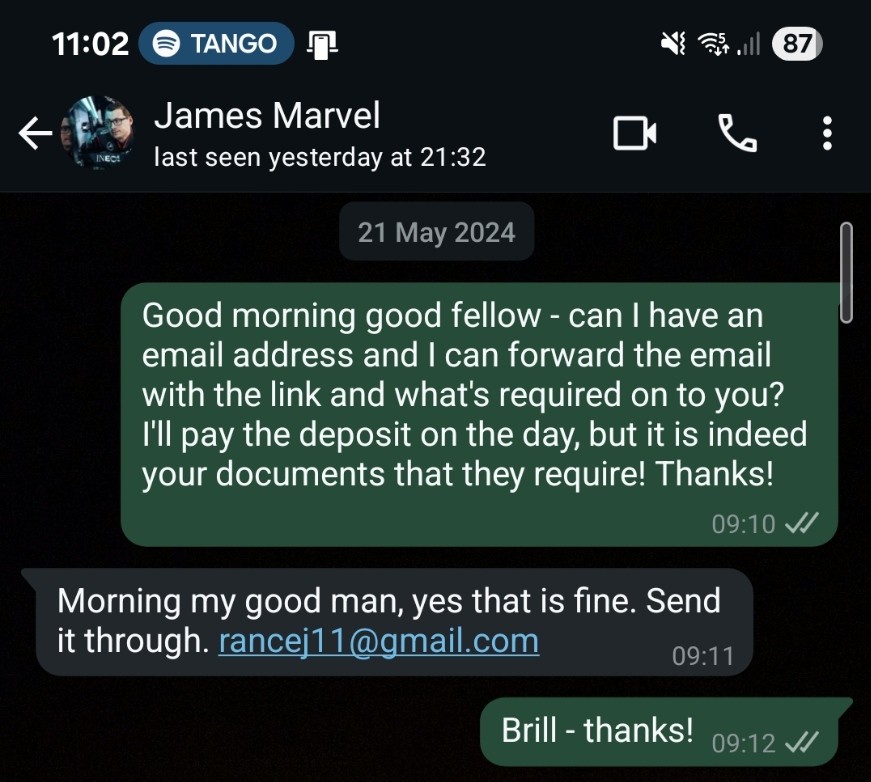 11:02 TANGO 87
James Marvel
last seen yesterday at 21:32
INEOS
21 May 2024
Good morning good fellow - can I have an
email address and I can forward the email
with the link and what's required on to you?
I'll pay the deposit on the day, but it is indeed
your documents that they require! Thanks!
09:10
Morning my good man, yes that is fine. Send
it through. rancej11@gmail.com
09:11
Brill - thanks! 09:12